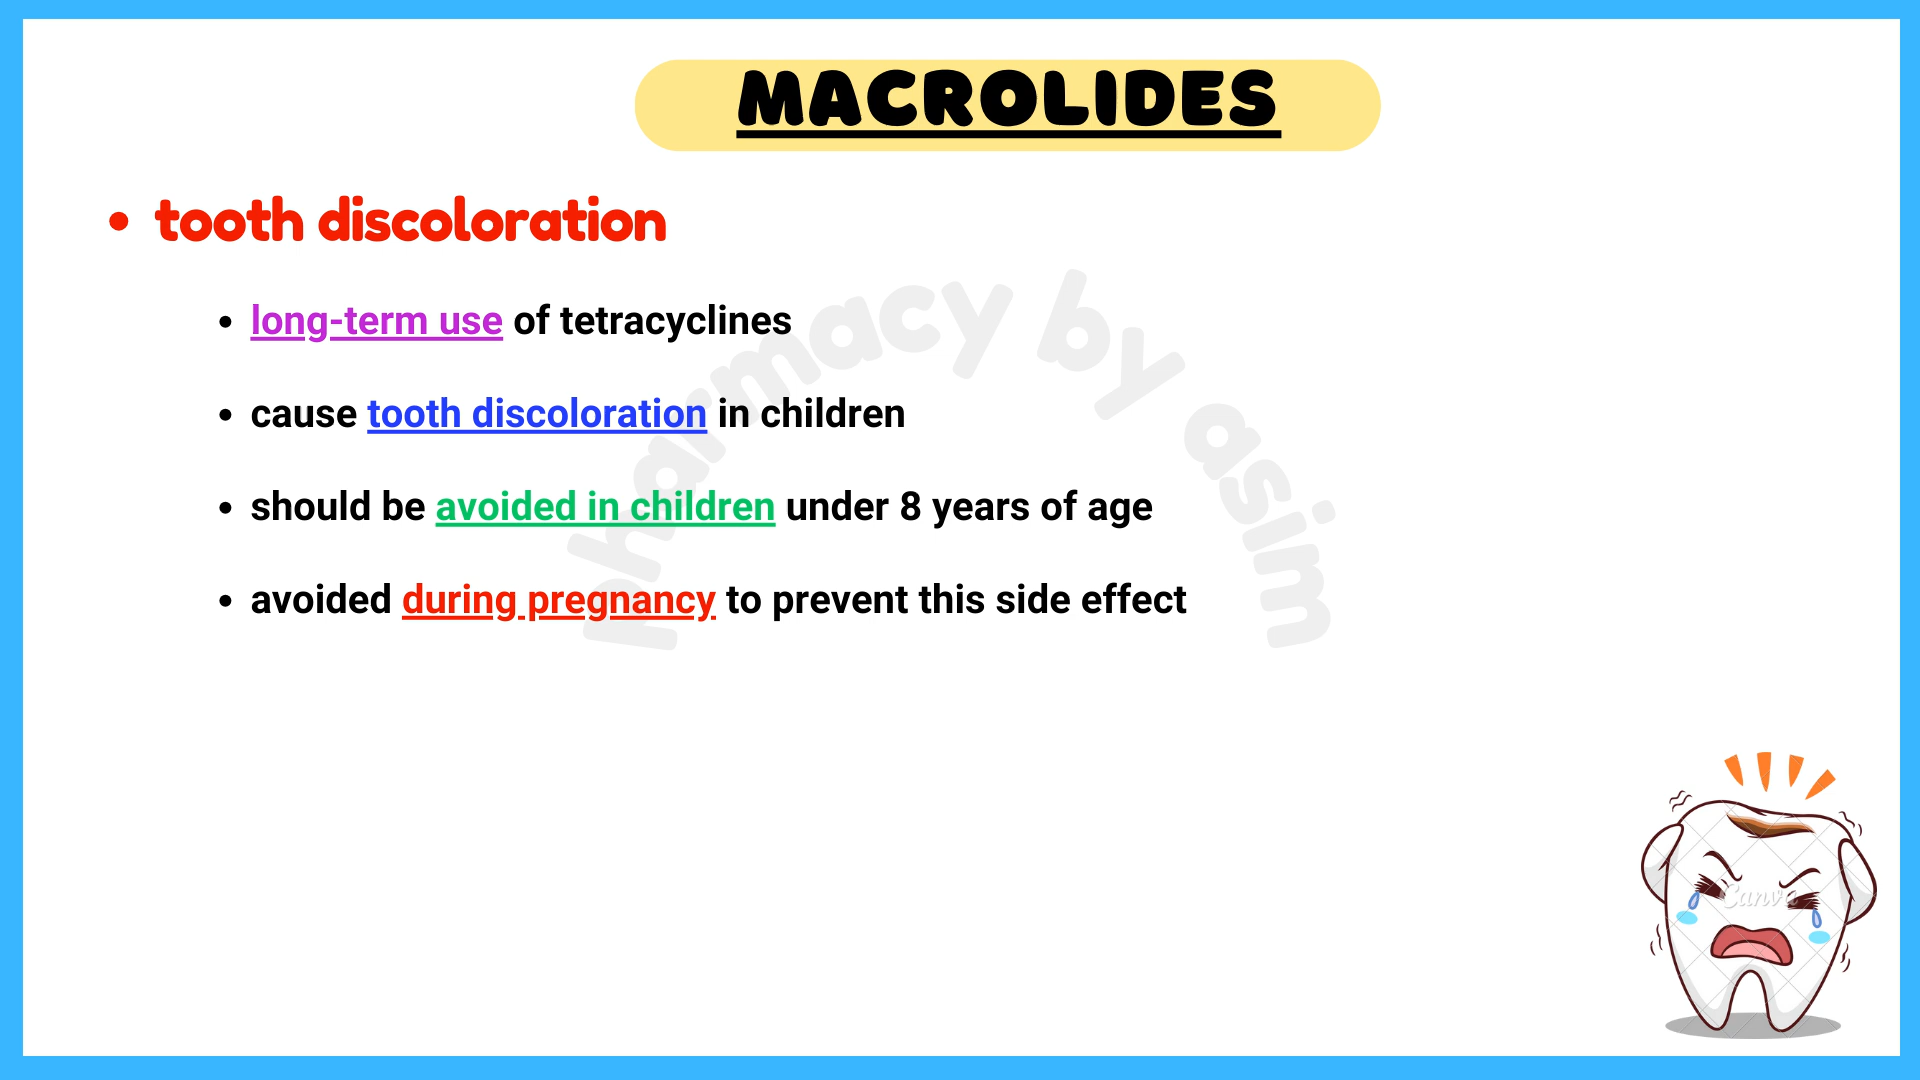 MACROLIDES
• tooth discoloration
• long-term use of tetracyclines
• cause tooth discoloration in children
• should be avoided in children under 8 years of age
• avoided during pregnancy to prevent this side effect
pharmacy by asim
Canva